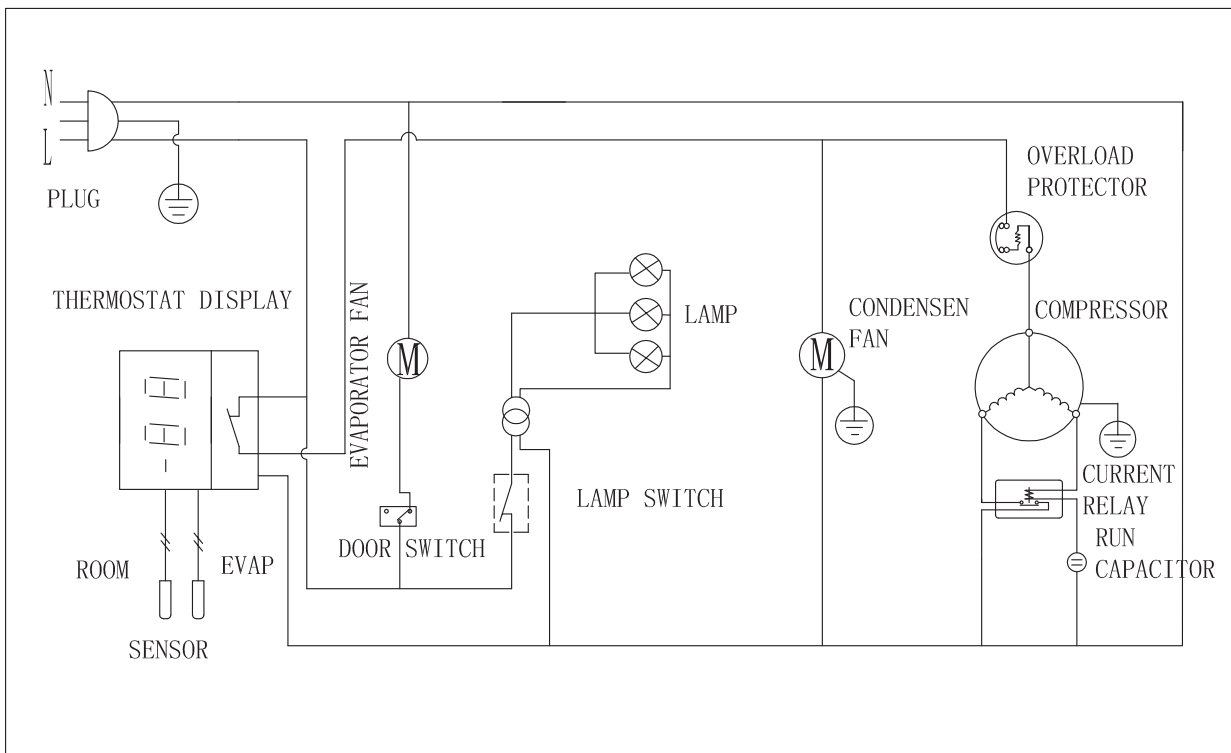 N
L
PLUG
OVERLOAD
PROTECTOR
THERMOSTAT DISPLAY
EVAPORATOR FAN
M
LAMP
M
CONDENSEN
FAN
COMPRESSOR
LAMP SWITCH
DOOR SWITCH
CURRENT
RELAY
RUN
CAPACITOR
ROOM
EVAP
SENSOR